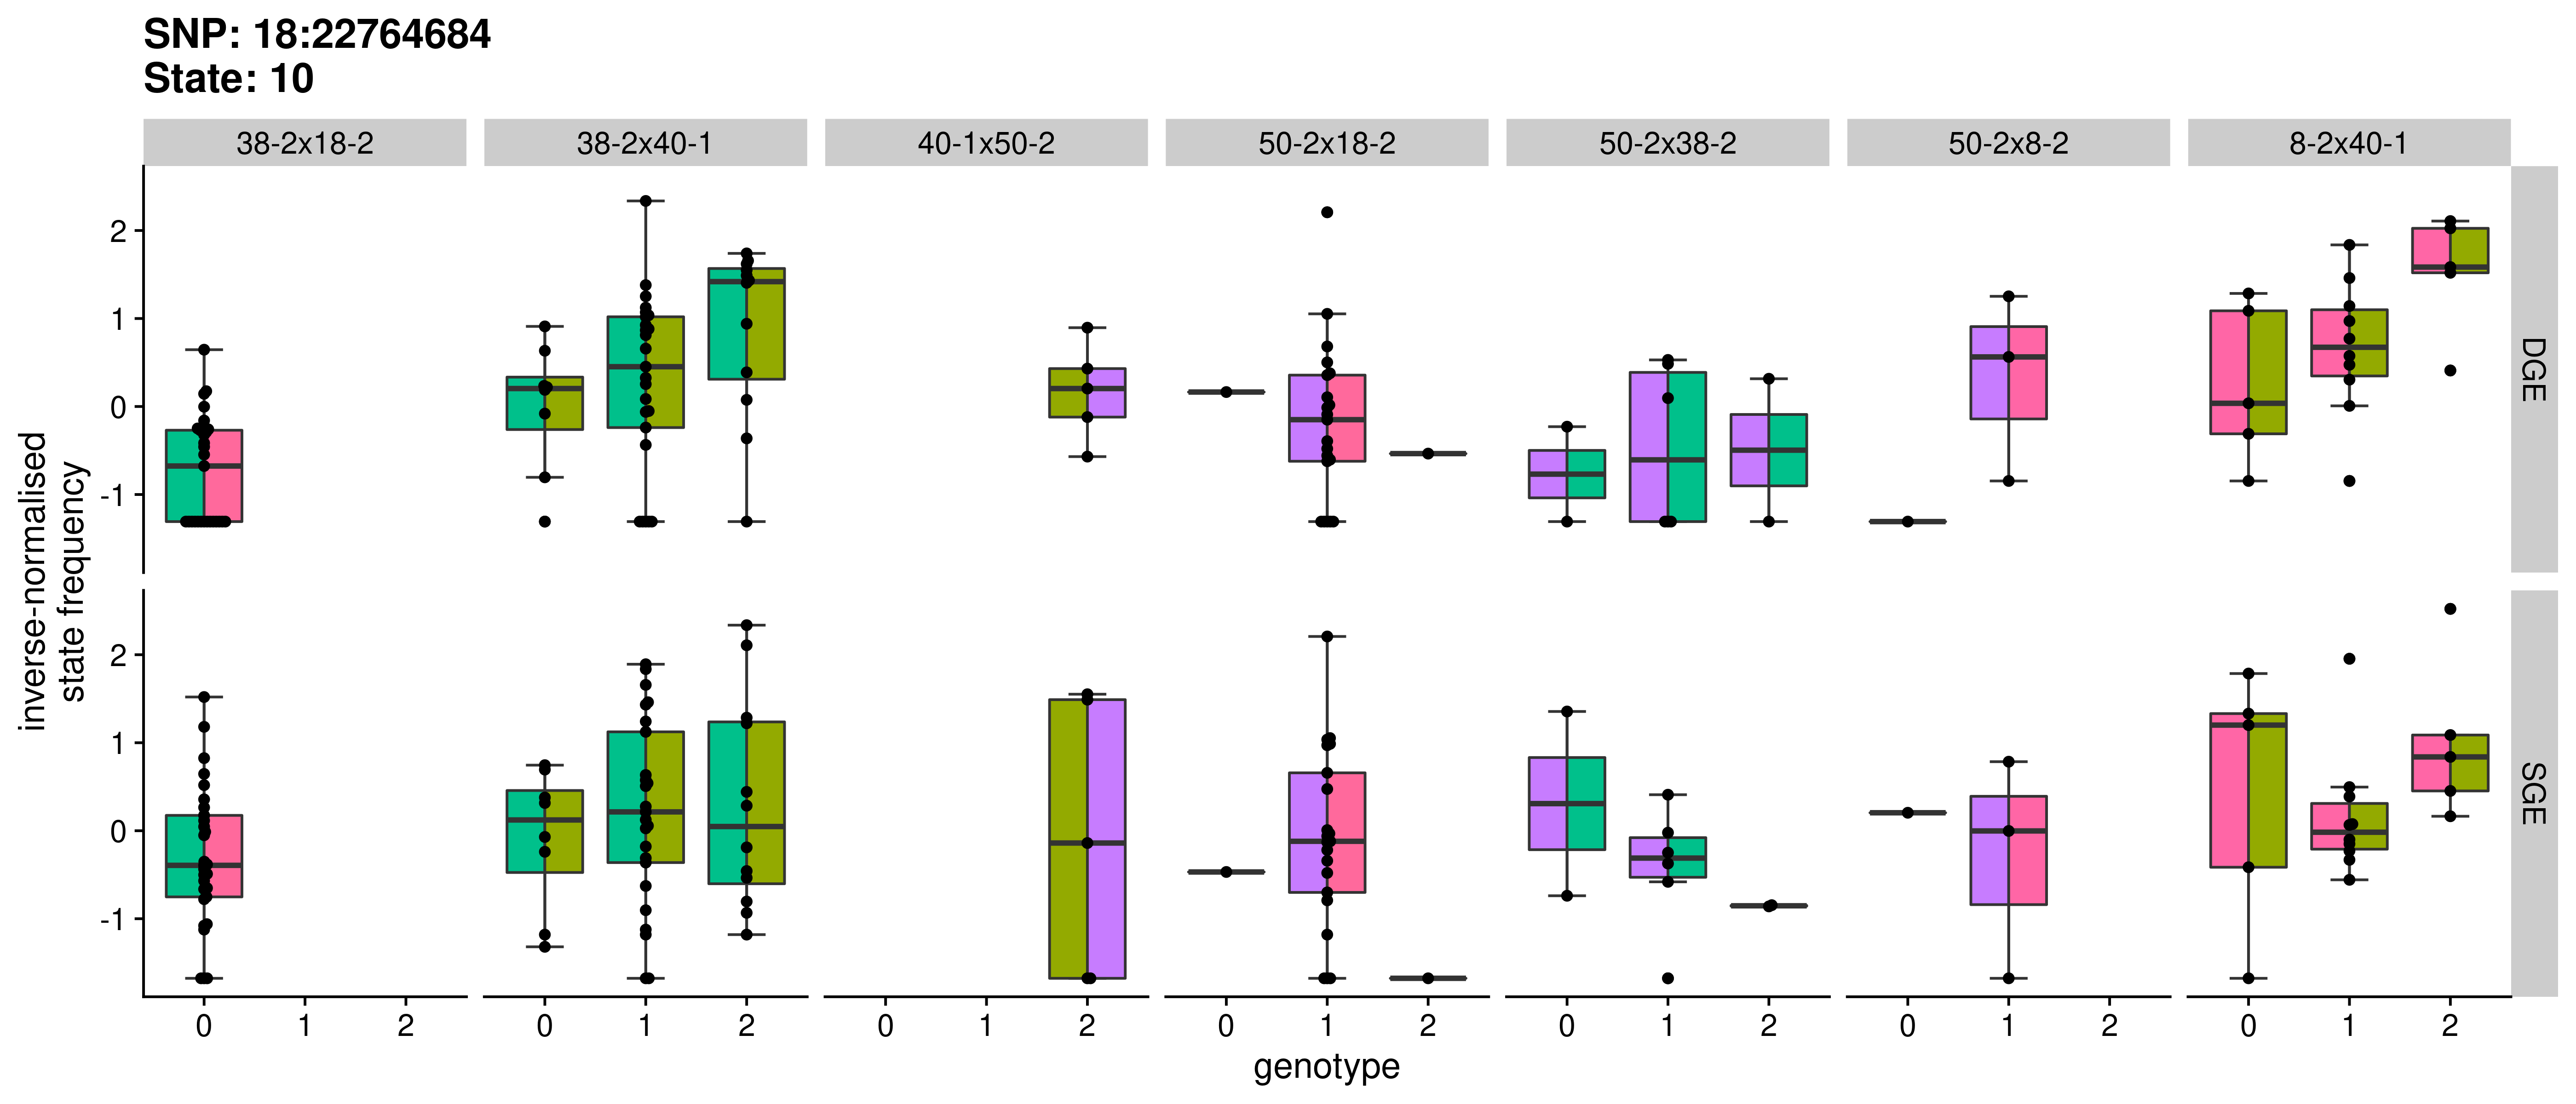 SNP: 18:22764684
State: 10
38-2x18-2
38-2x40-1
40-1x50-2
50-2x18-2
50-2x38-2
50-2x8-2
8-2x40-1
inverse-normalised
state frequency
2
1
0
-1
DGE
2
1
0
-1
SGE
0 1 2
0 1 2
0 1 2
0 1 2
0 1 2
0 1 2
0 1 2
genotype